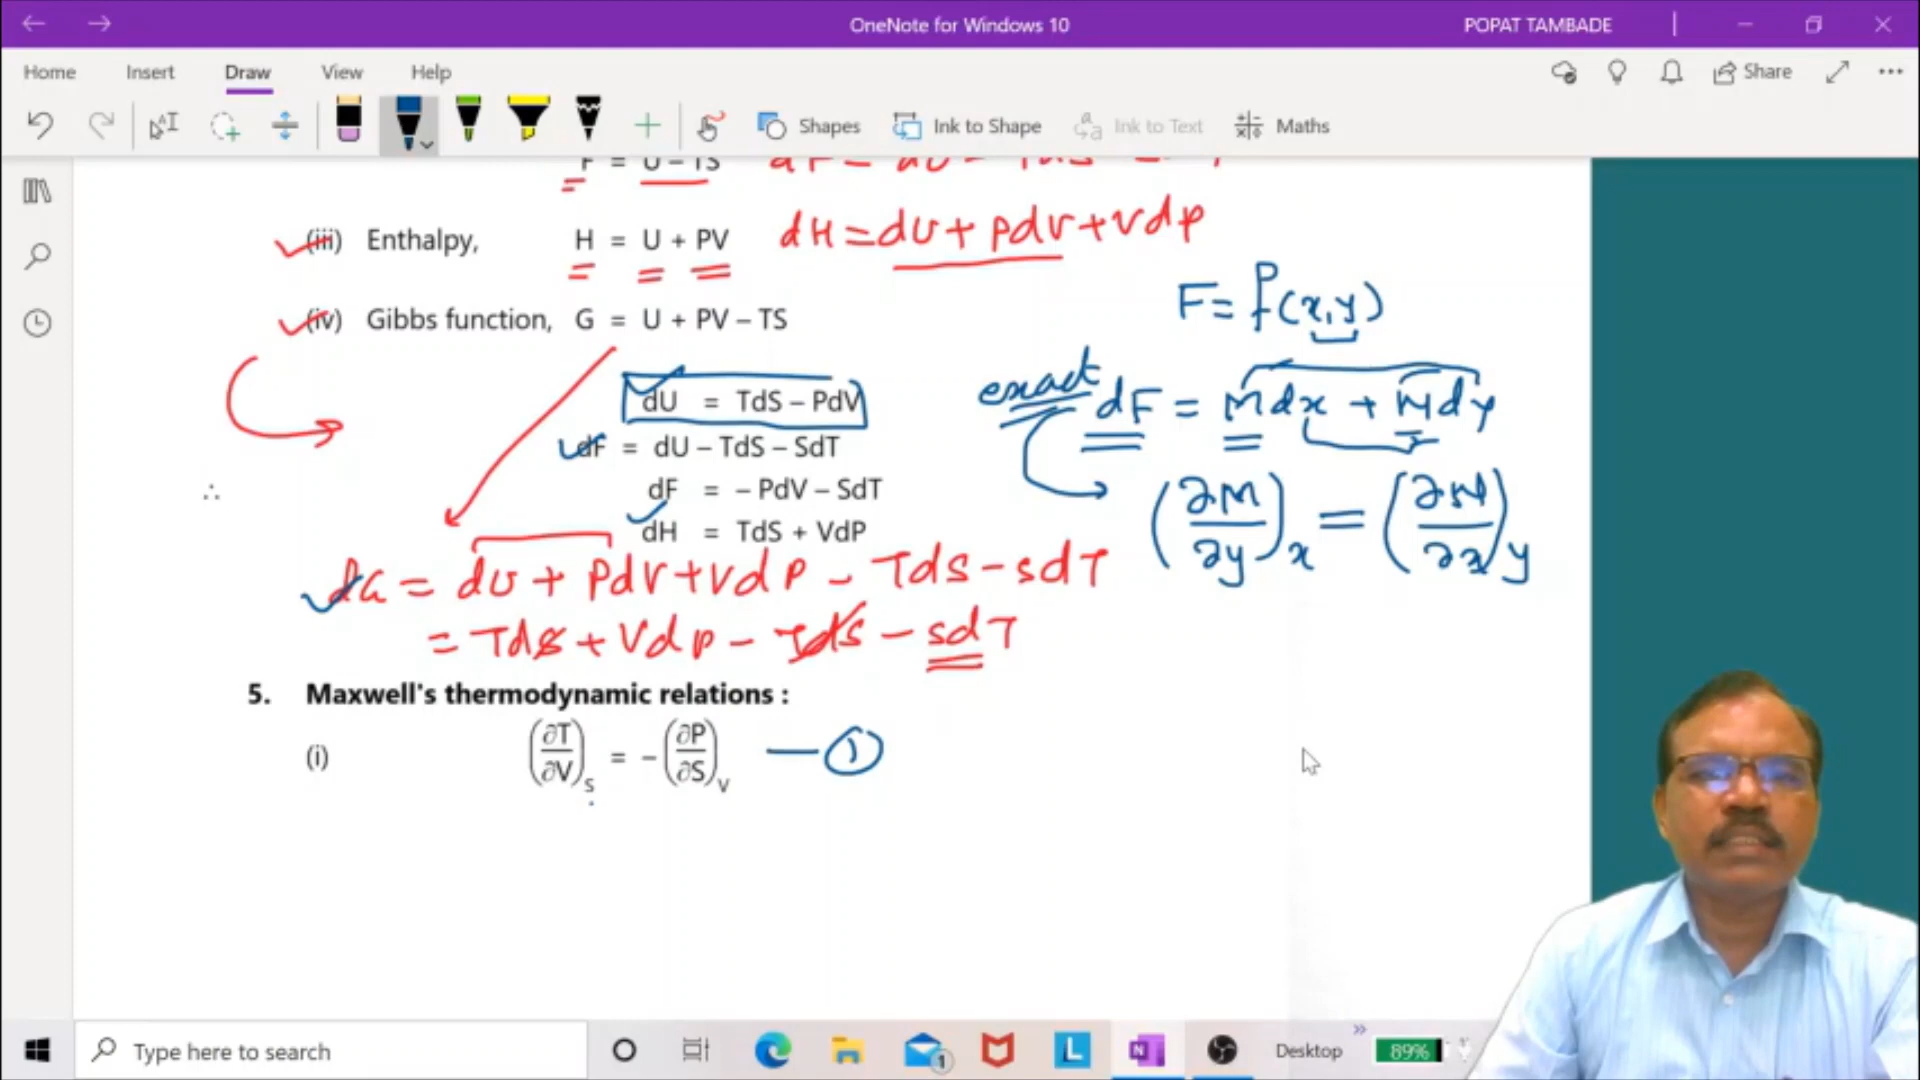 OneNote for Windows 10 POPAT TAMBADE
Home Insert Draw View Help Share
Shapes Ink to Shape Ink to Text Maths
F = U – TS
(iii) Enthalpy, H = U + PV dH = dU + PdV + VdP
F = f(x,y)
(iv) Gibbs function, G = U + PV – TS
dU = TdS – PdV
exact dF = Mdx + Ndy
dF = dU – TdS – SdT
∴ dF = – PdV – SdT
(∂M/∂y)x = (∂N/∂x)y
dH = TdS + VdP
dG = dU + PdV + VdP – TdS – SdT
= TdS + VdP – TdS – SdT
5. Maxwell's thermodynamic relations :
(i) (∂T/∂V)S = – (∂P/∂S)V — ①
Type here to search 1 L N Desktop 89%